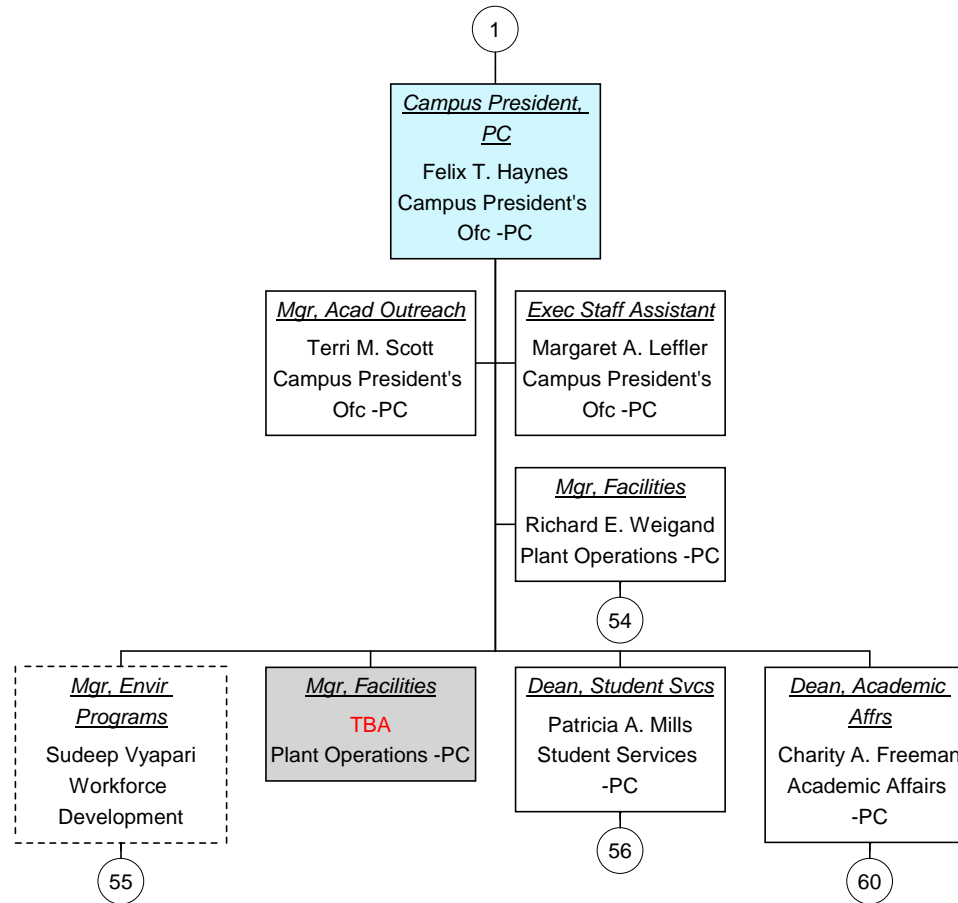 1
Campus President,
PC
Felix T. Haynes
Campus President's
Ofc -PC
Mgr, Acad Outreach
Terri M. Scott
Campus President's
Ofc -PC
Exec Staff Assistant
Margaret A. Leffler
Campus President's
Ofc -PC
Mgr, Facilities
Richard E. Weigand
Plant Operations -PC
54
Mgr, Envir
Programs
Sudeep Vyapari
Workforce
Development
55
Mgr, Facilities
TBA
Plant Operations -PC
Dean, Student Svcs
Patricia A. Mills
Student Services
-PC
56
Dean, Academic
Affrs
Charity A. Freeman
Academic Affairs
-PC
60